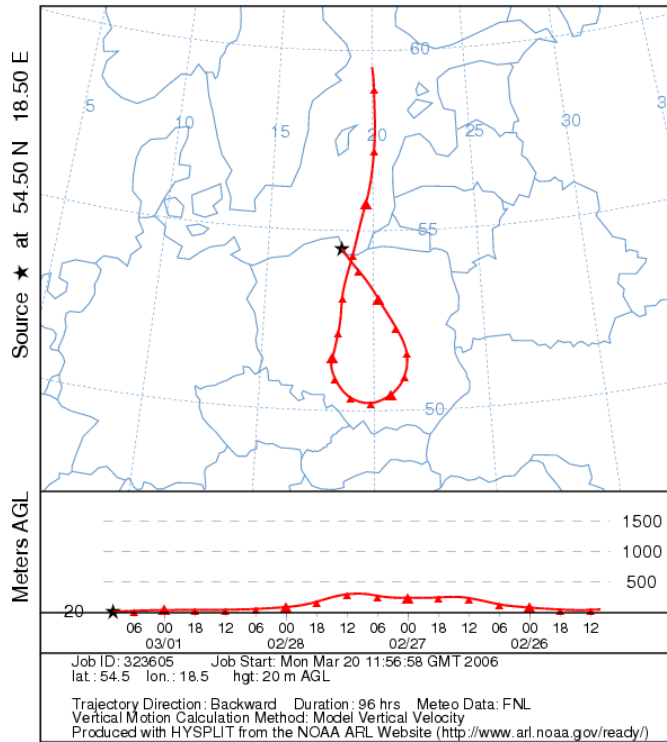 60
5
10
15
20
25
30
3
55
50
Source ★ at 54.50 N 18.50 E
Meters AGL
1500
1000
500
20
06 00 18 12 06 00 18 12 06 00 18 12 06 00 18 12
03/01 02/28 02/27 02/26
Job ID: 323605 Job Start: Mon Mar 20 11:56:58 GMT 2006
lat.: 54.5 lon.: 18.5 hgt: 20 m AGL
Trajectory Direction: Backward Duration: 96 hrs Meteo Data: FNL
Vertical Motion Calculation Method: Model Vertical Velocity
Produced with HYSPLIT from the NOAA ARL Website (http://www.arl.noaa.gov/ready/)